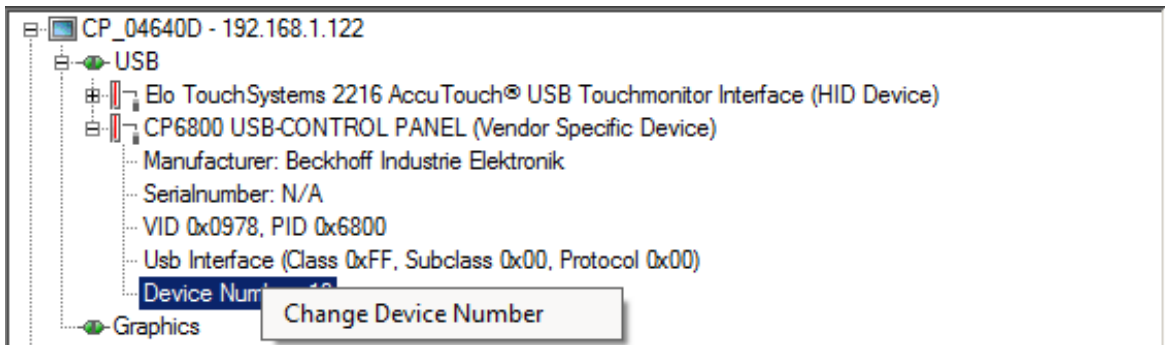 CP_04640D - 192.168.1.122
USB
Elo TouchSystems 2216 AccuTouch® USB Touchmonitor Interface (HID Device)
CP6800 USB-CONTROL PANEL (Vendor Specific Device)
Manufacturer: Beckhoff Industrie Elektronik
Serialnumber: N/A
VID 0x0978, PID 0x6800
Usb Interface (Class 0xFF, Subclass 0x00, Protocol 0x00)
Device
Change Device Number
Graphics